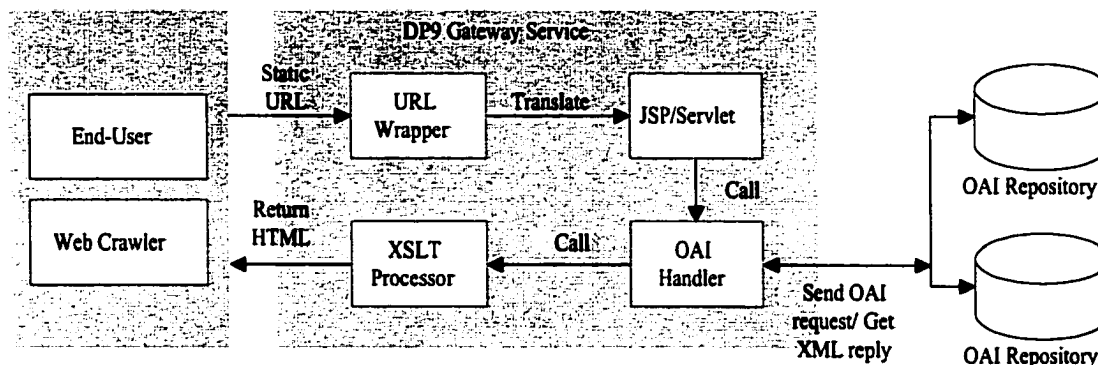 DP9 Gateway Service
Static
URL
End-User
URL
Wrapper
Translate
JSP/Servlet
OAI Repository
Call
Web Crawler
Return
HTML
XSLT
Processor
Call
OAI
Handler
Send OAI
request/ Get
XML reply
OAI Repository